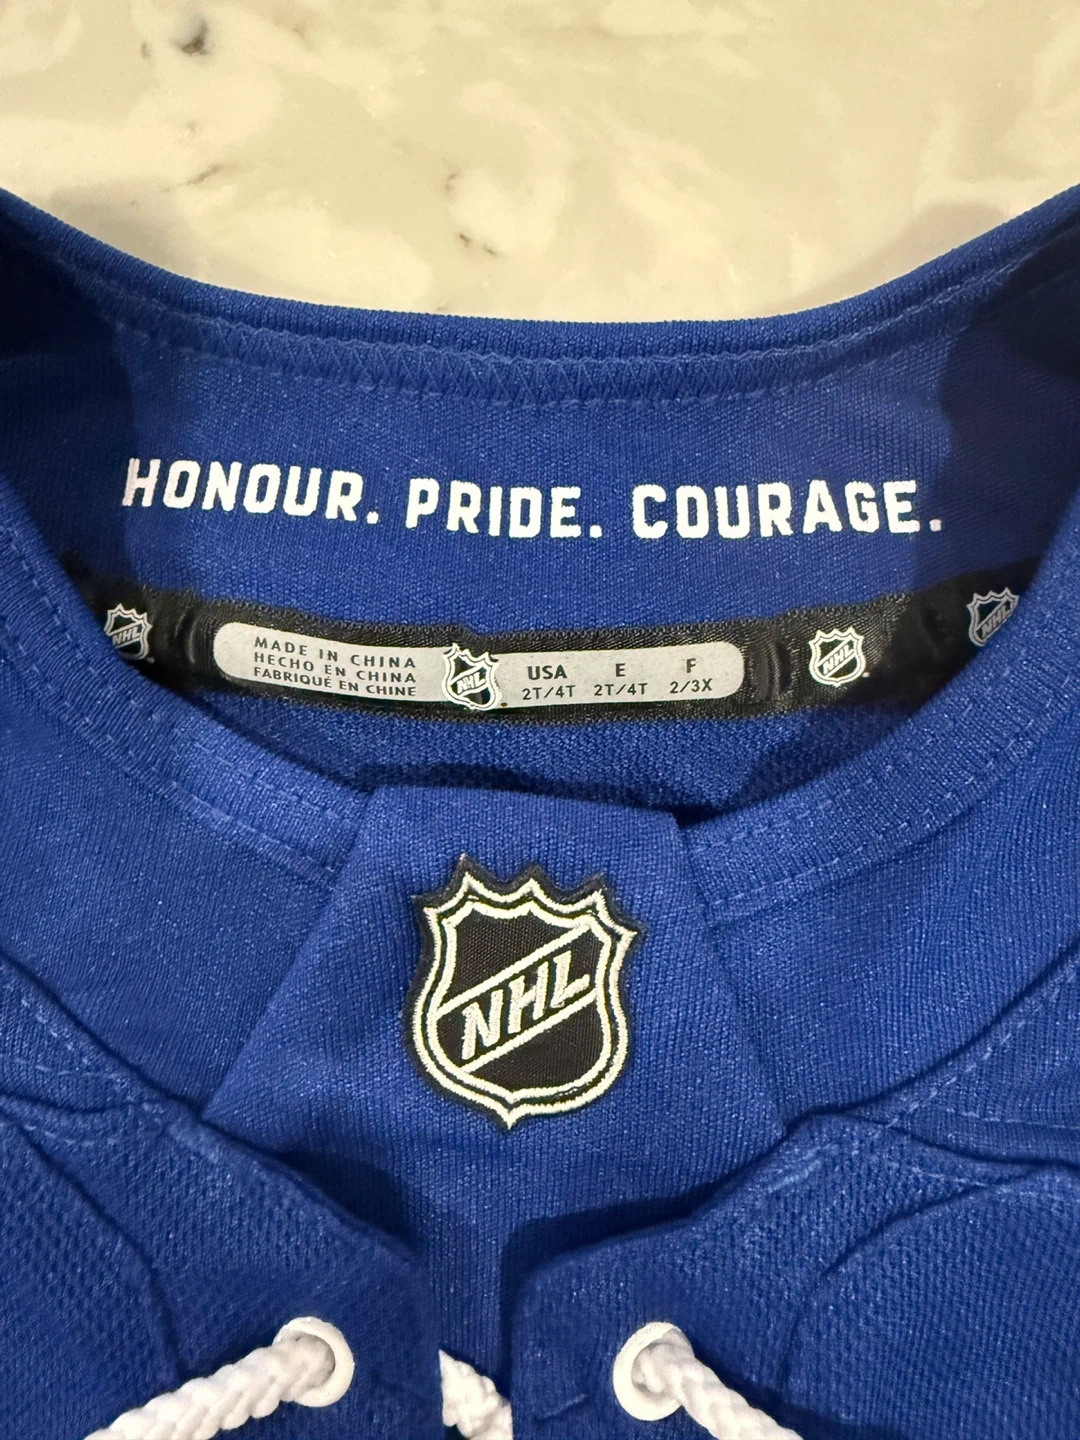 HONOUR. PRIDE. COURAGE.
NHL
MADE IN CHINA
HECHO EN CHINA
FABRIQUÉ EN CHINE
NHL
USA E F
2T/4T 2T/4T 2/3X
NHL
NHL
NHL